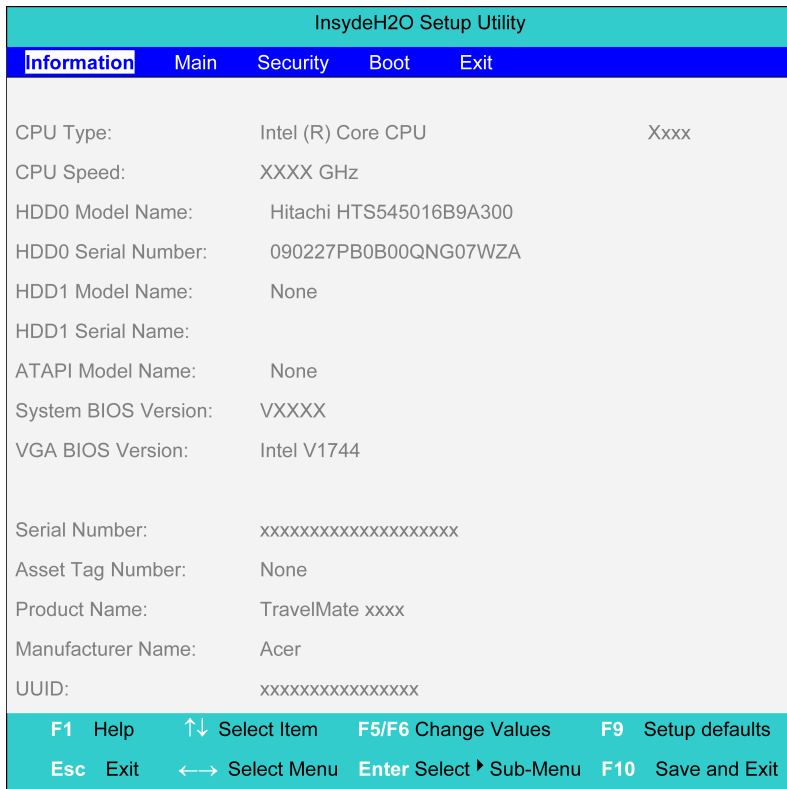 InsydeH2O Setup Utility
Information Main Security Boot Exit
CPU Type: Intel (R) Core CPU Xxxx
CPU Speed: XXXX GHz
HDD0 Model Name: Hitachi HTS545016B9A300
HDD0 Serial Number: 090227PB0B00QNG07WZA
HDD1 Model Name: None
HDD1 Serial Name:
ATAPI Model Name: None
System BIOS Version: VXXXX
VGA BIOS Version: Intel V1744
Serial Number: xxxxxxxxxxxxxxxxxxxx
Asset Tag Number: None
Product Name: TravelMate xxxx
Manufacturer Name: Acer
UUID: xxxxxxxxxxxxxxxx
F1 Help ↑↓ Select Item F5/F6 Change Values F9 Setup defaults
Esc Exit ←→ Select Menu Enter Select ▸ Sub-Menu F10 Save and Exit